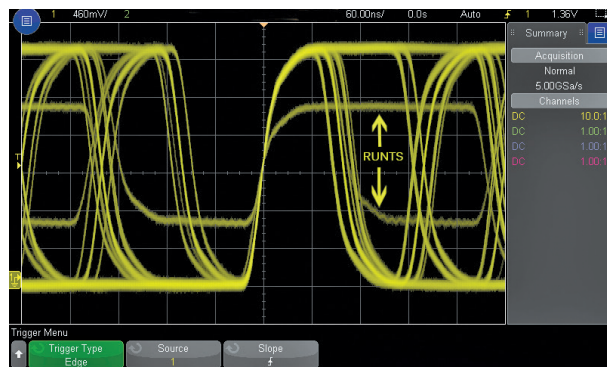 1 460mV/ 2 60.00ns/ 0.0s Auto 1 1.36V
Summary
Acquisition
Normal
5.00GSa/s
Channels
DC 10.0:1
DC 1.00:1
DC 1.00:1
DC 1.00:1
T
RUNTS
Trigger Menu
Trigger Type
Edge
Source
1
Slope